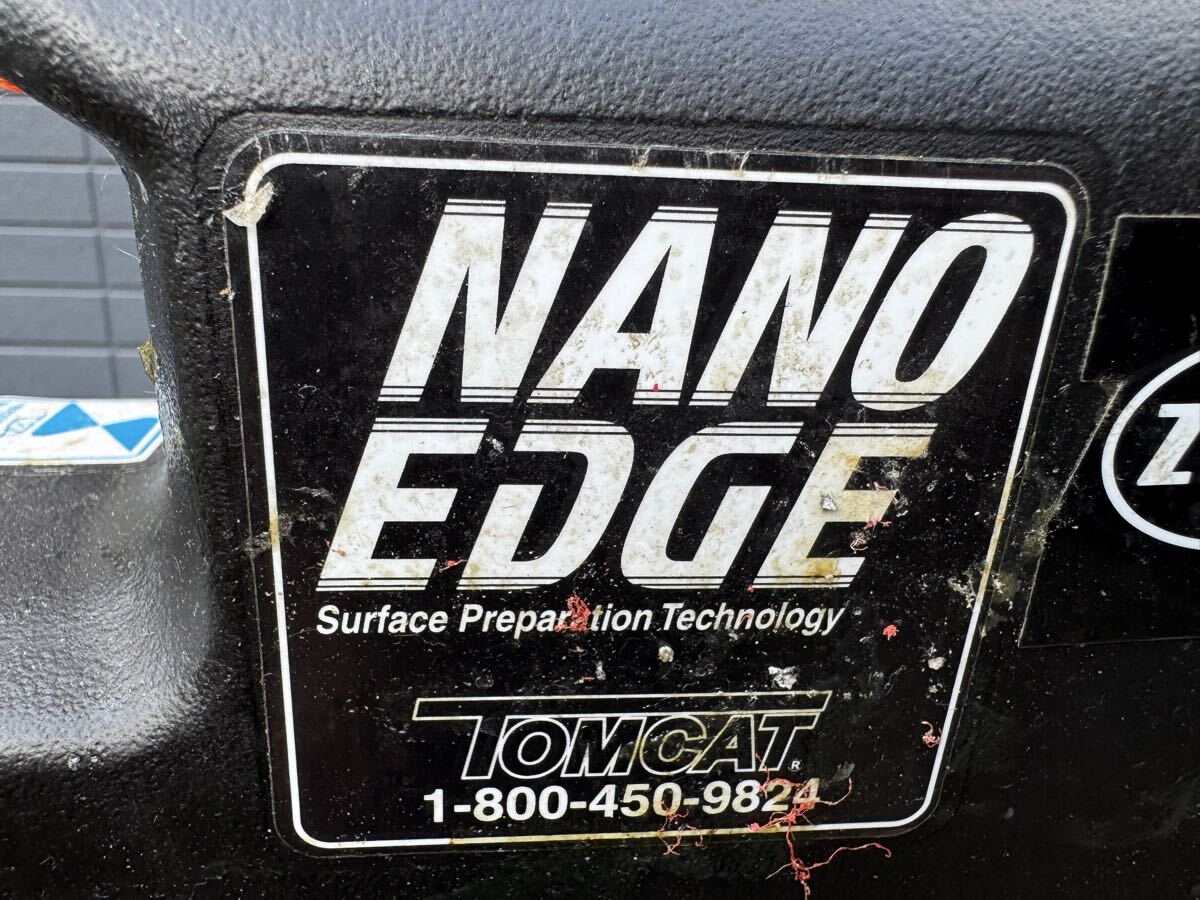 NANO
EDGE
Surface Preparation Technology
TOMCAT®
1-800-450-9824